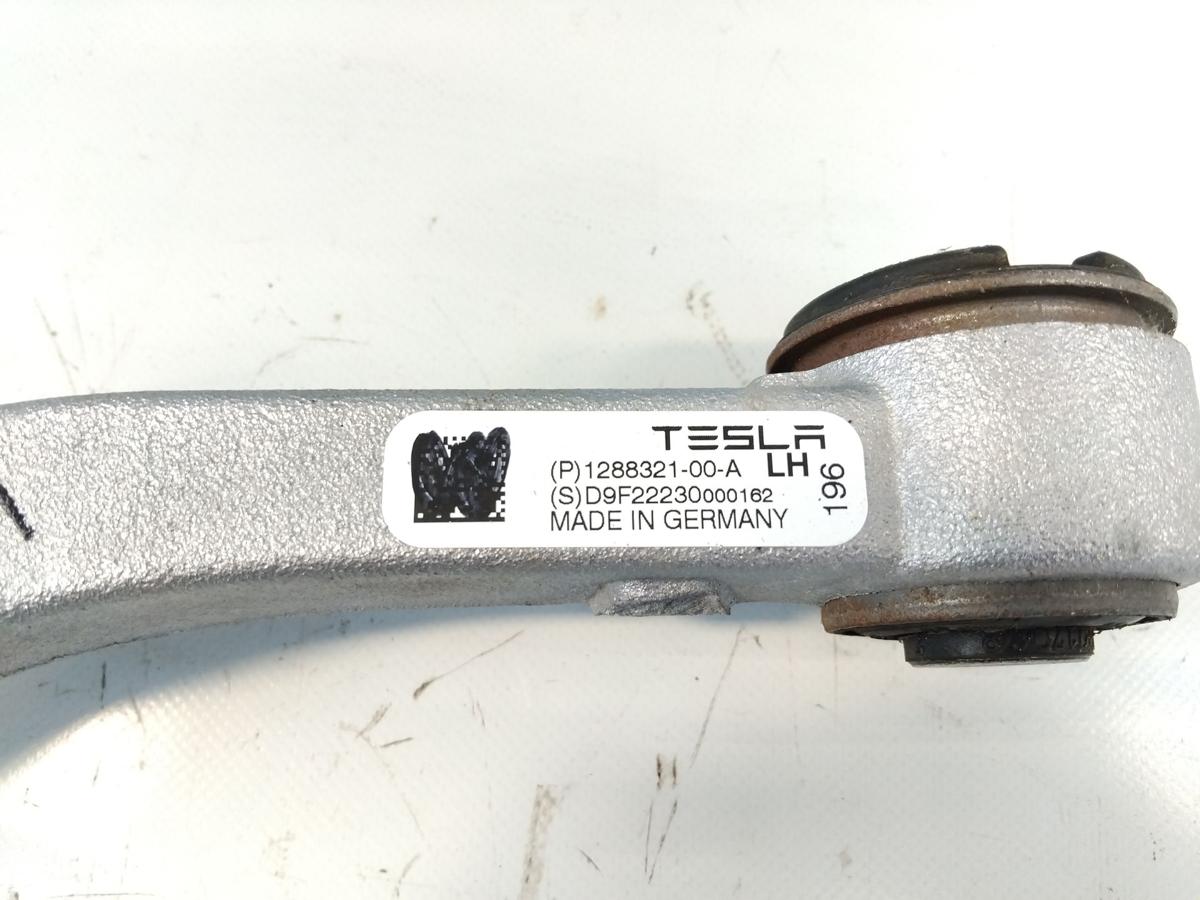 TESLA
(P)1288321-00-A LH
(S)D9F22230000162
MADE IN GERMANY
196